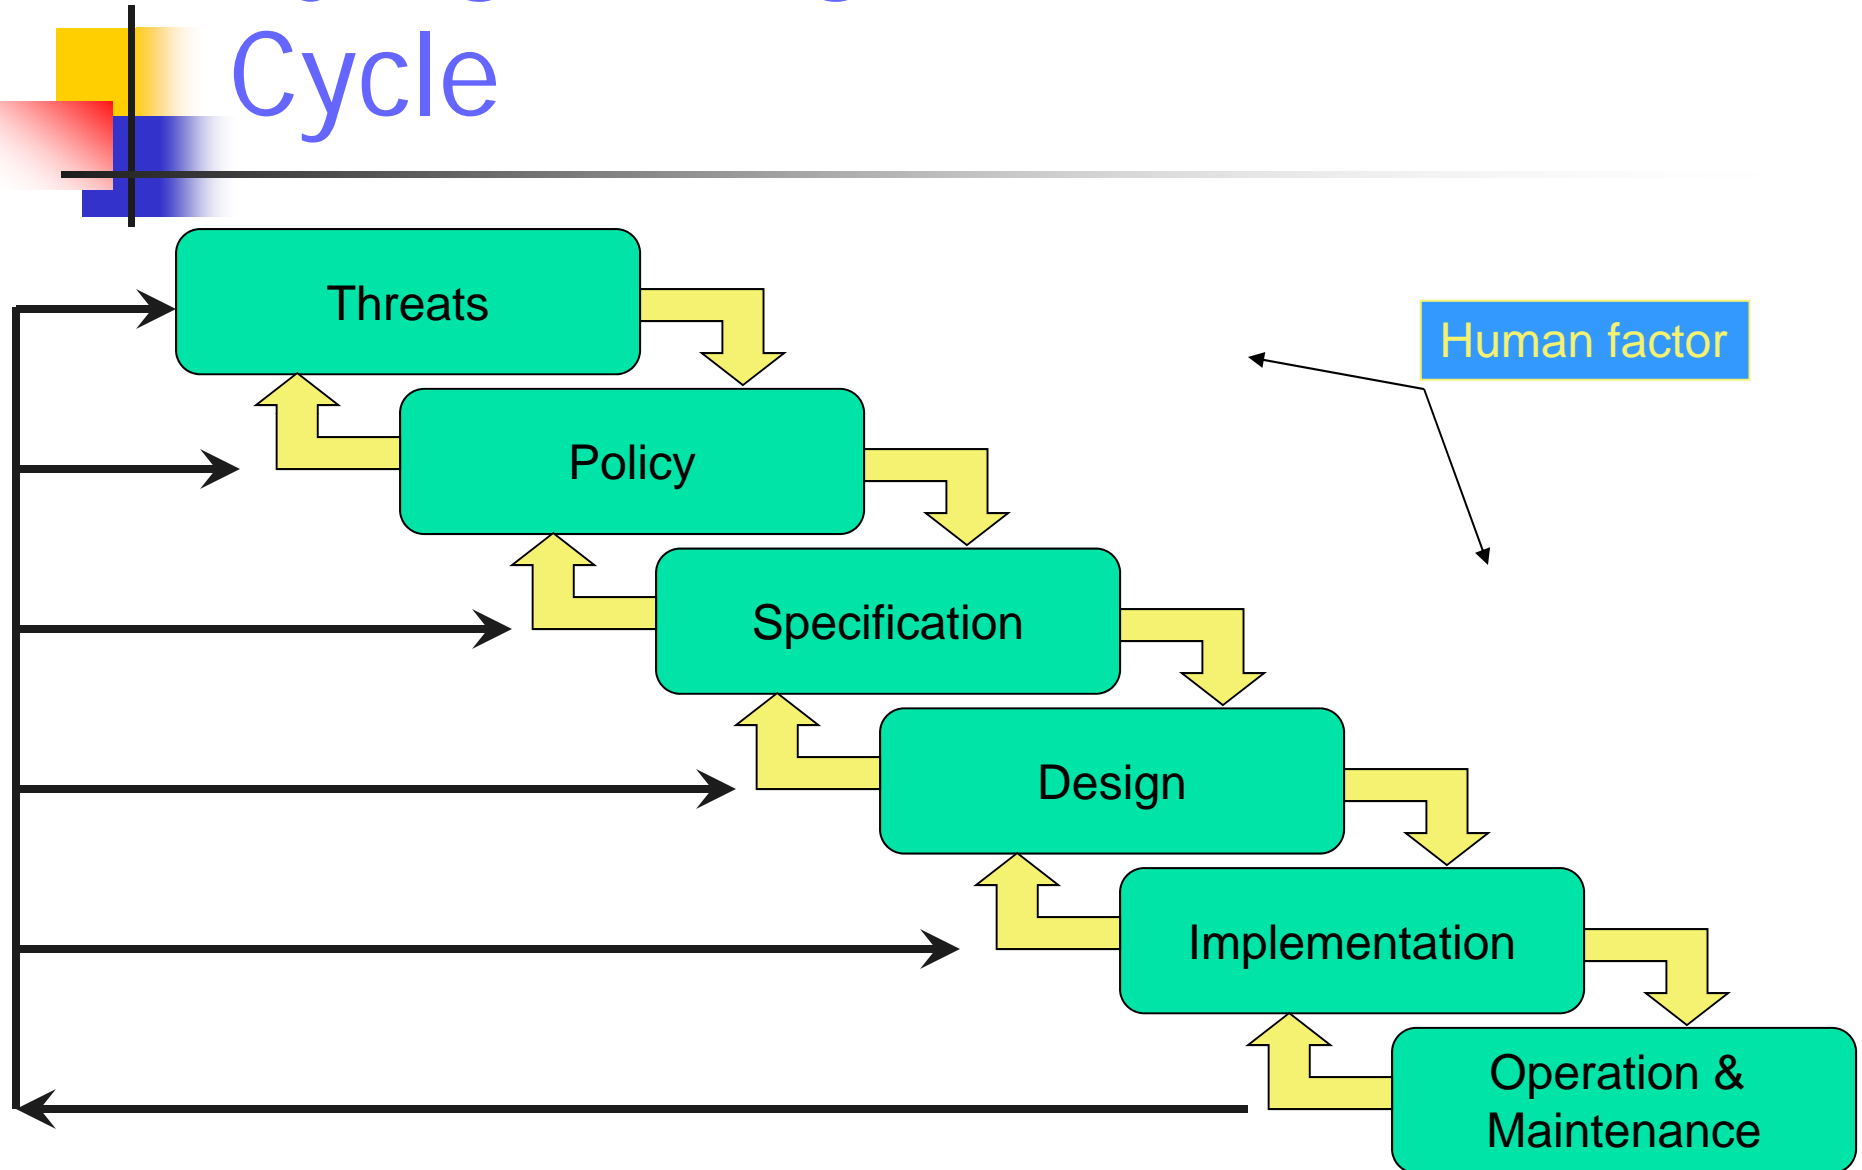 Cycle
Threats
Human factor
Policy
Specification
Design
Implementation
Operation &
Maintenance